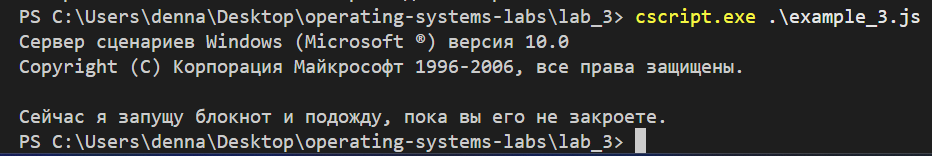 PS C:\Users\denna\Desktop\operating-systems-labs\lab_3> cscript.exe .\example_3.js
Сервер сценариев Windows (Microsoft ®) версия 10.0
Copyright (C) Корпорация Майкрософт 1996-2006, все права защищены.
Сейчас я запущу блокнот и подожду, пока вы его не закроете.
PS C:\Users\denna\Desktop\operating-systems-labs\lab_3>